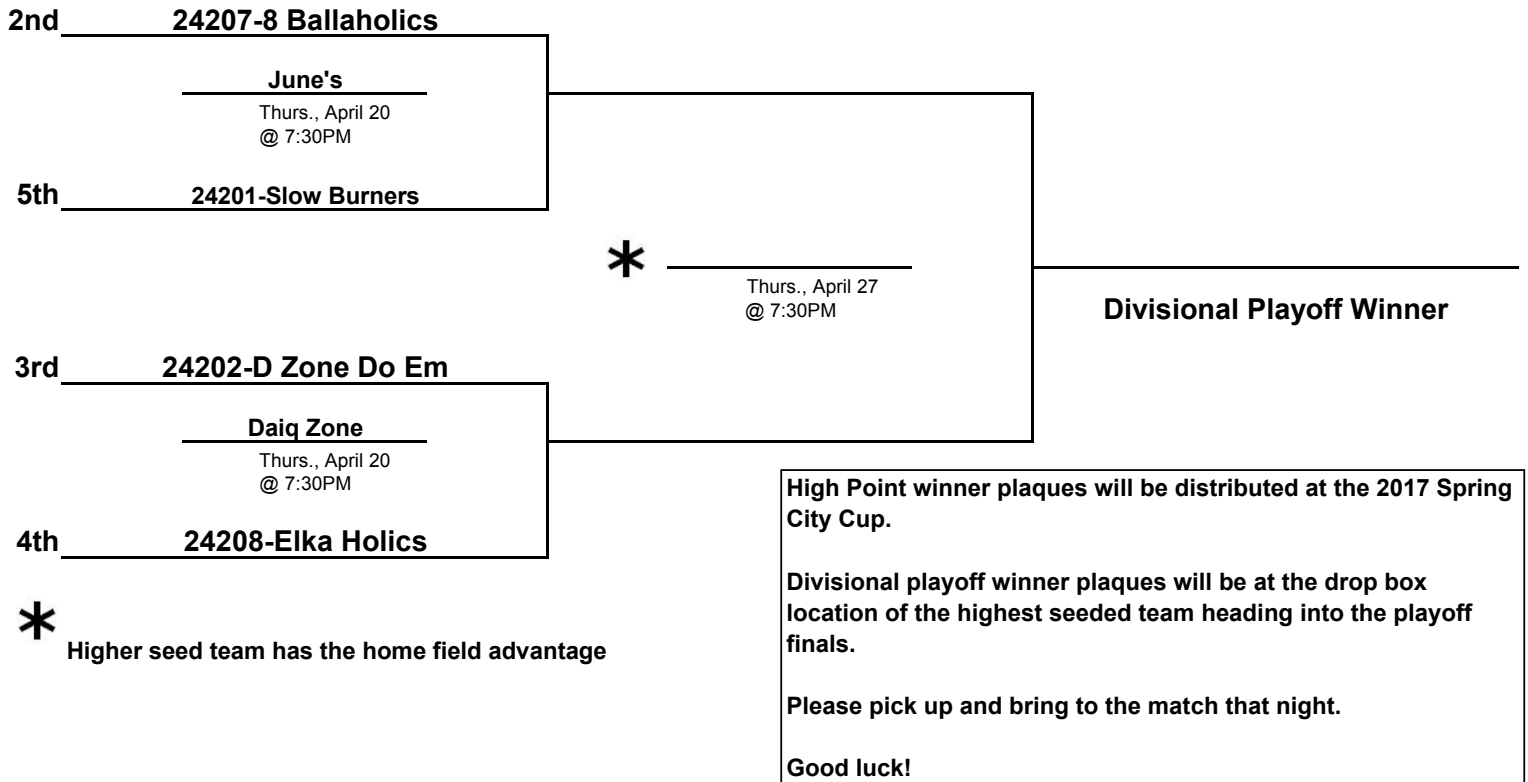 2nd 24207-8 Ballaholics
June's
Thurs., April 20
@ 7:30PM
5th 24201-Slow Burners
*
Thurs., April 27
@ 7:30PM
Divisional Playoff Winner
3rd 24202-D Zone Do Em
Daiq Zone
Thurs., April 20
@ 7:30PM
4th 24208-Elka Holics
*
Higher seed team has the home field advantage
High Point winner plaques will be distributed at the 2017 Spring
City Cup.
Divisional playoff winner plaques will be at the drop box
location of the highest seeded team heading into the playoff
finals.
Please pick up and bring to the match that night.
Good luck!